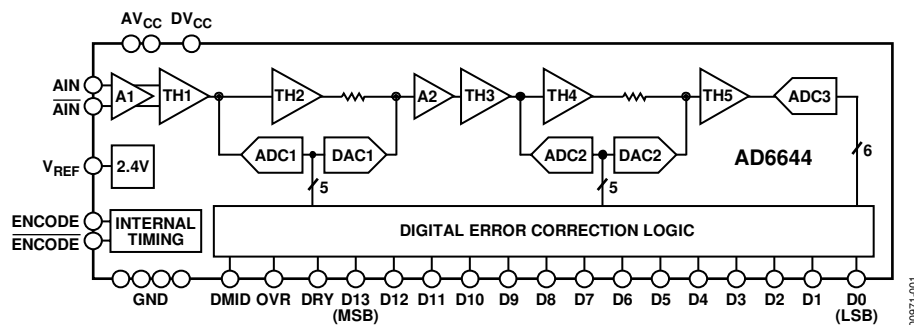 AVCC DVCC
AIN
AIN
A1
TH1
TH2
A2
TH3
TH4
TH5
ADC3
ADC1
DAC1
ADC2
DAC2
AD6644
VREF
2.4V
5
5
6
ENCODE
ENCODE
INTERNAL
TIMING
DIGITAL ERROR CORRECTION LOGIC
GND
DMID OVR DRY D13 D12 D11 D10 D9 D8 D7 D6 D5 D4 D3 D2 D1 D0
(MSB)
(LSB)
00971-001